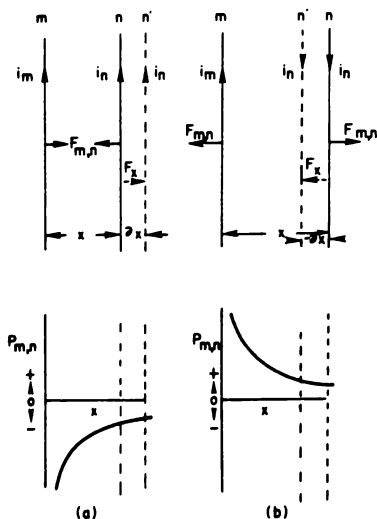 m n n' m n' n
i_m i_n i_n i_m i_n i_n
F_m,n F_m,n F_m,n
F_x F_x
x ∂x x -∂x
P_m,n P_m,n
+ +
0 0
x x
- -
(a) (b)